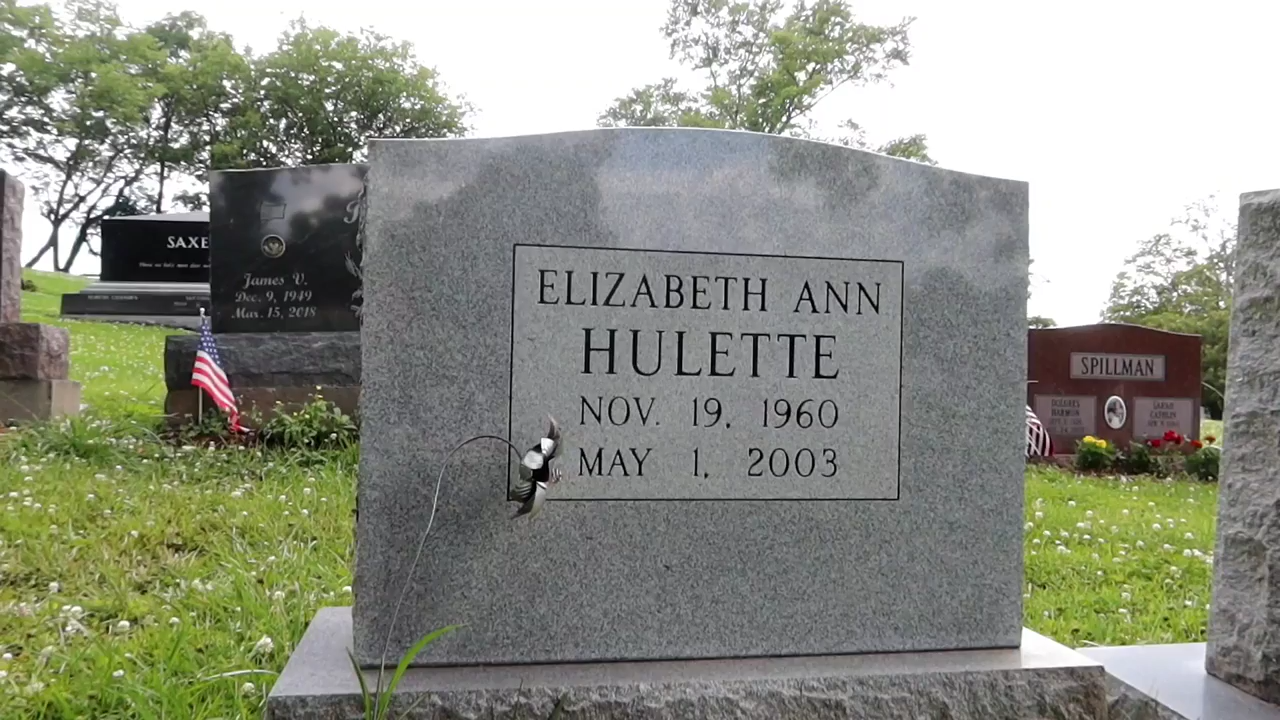 ELIZABETH ANN
HULETTE
NOV. 19, 1960
MAY 1, 2003
SAXE
James V.
Dec. 9, 1949
Mar. 15, 2018
SPILLMAN